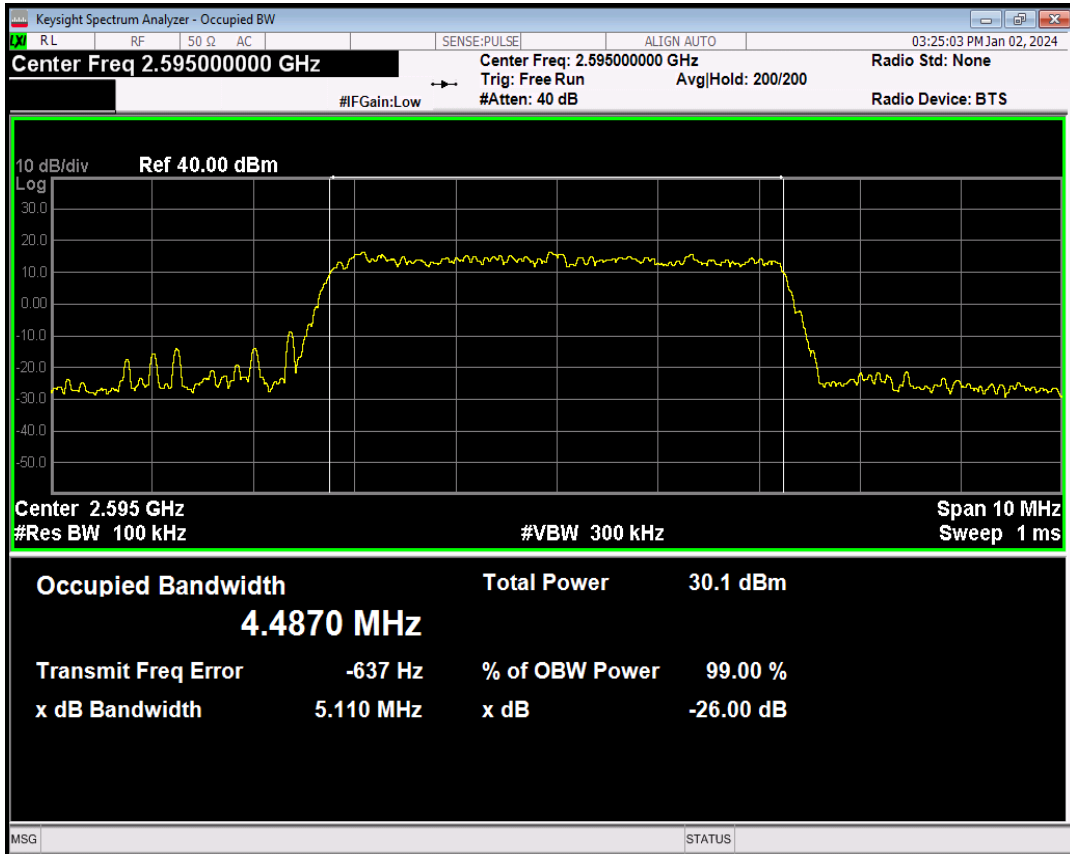 Keysight Spectrum Analyzer - Occupied BW
LXI RL RF 50 Ω AC SENSE:PULSE ALIGN AUTO 03:25:03 PM Jan 02, 2024
Center Freq 2.595000000 GHz Center Freq: 2.595000000 GHz Radio Std: None
Trig: Free Run Avg|Hold: 200/200
#IFGain:Low #Atten: 40 dB Radio Device: BTS
10 dB/div Ref 40.00 dBm
Log
30.0
20.0
10.0
0.00
-10.0
-20.0
-30.0
-40.0
-50.0
Center 2.595 GHz Span 10 MHz
#Res BW 100 kHz #VBW 300 kHz Sweep 1 ms
Occupied Bandwidth Total Power 30.1 dBm
4.4870 MHz
Transmit Freq Error -637 Hz % of OBW Power 99.00 %
x dB Bandwidth 5.110 MHz x dB -26.00 dB
MSG STATUS